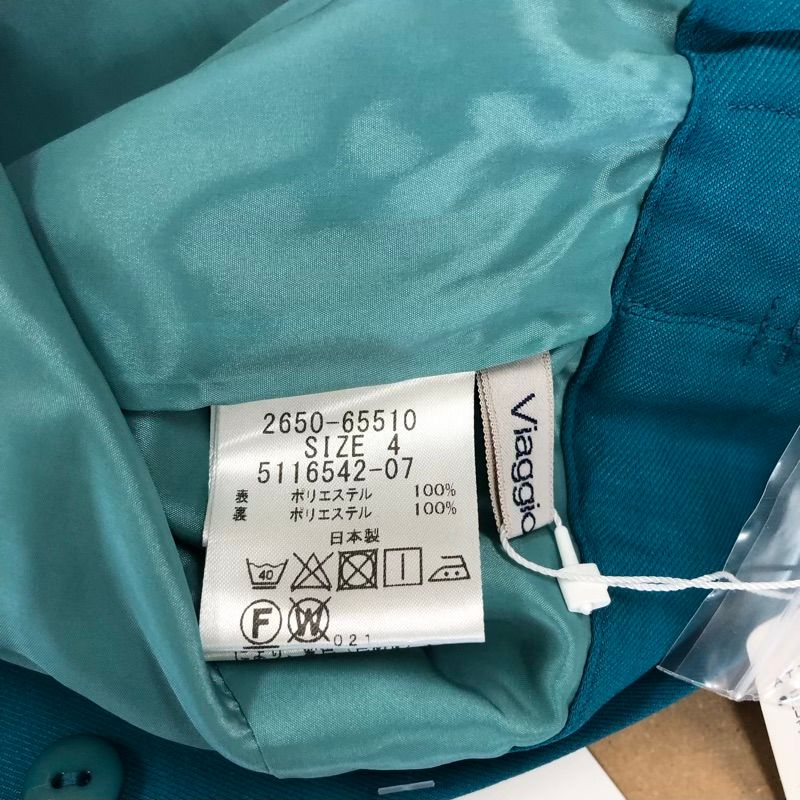 2650-65510
SIZE 4
5116542-07
表 ポリエステル 100%
裏 ポリエステル 100%
日本製
40
F W
021
Viaggio